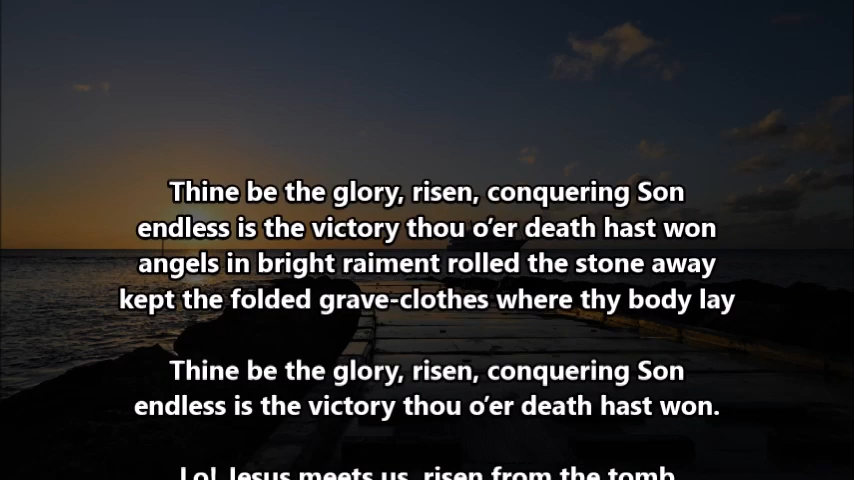 Thine be the glory, risen, conquering Son
endless is the victory thou o’er death hast won
angels in bright raiment rolled the stone away
kept the folded grave-clothes where thy body lay
Thine be the glory, risen, conquering Son
endless is the victory thou o’er death hast won.
Lo! Jesus meets us, risen from the tomb